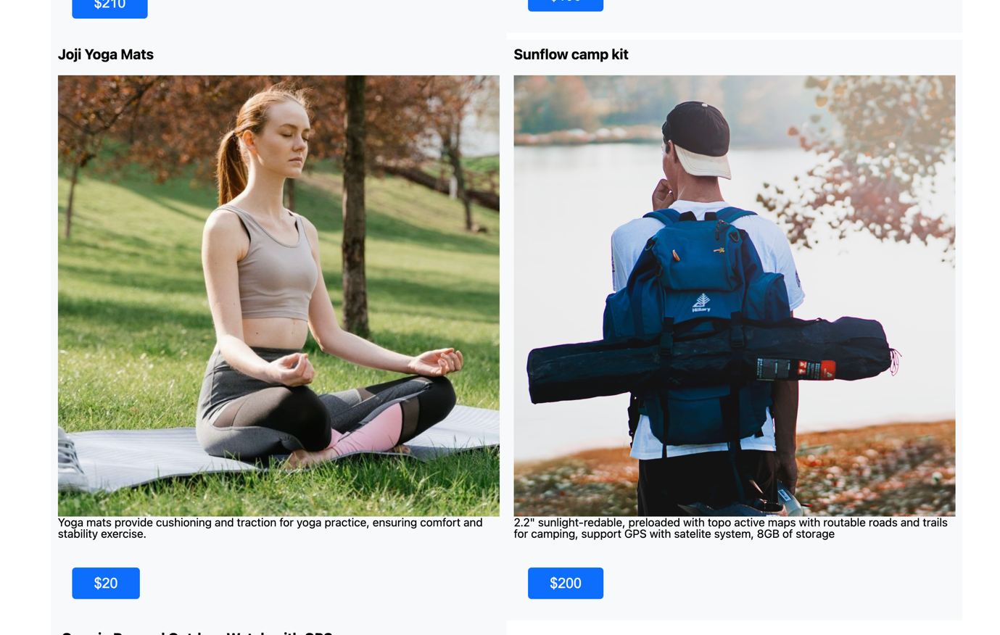 $210
Joji Yoga Mats
Sunflow camp kit
Hillary
Yoga mats provide cushioning and traction for yoga practice, ensuring comfort and
stability exercise.
2.2" sunlight-redable, preloaded with topo active maps with routable roads and trails
for camping, support GPS with satelite system, 8GB of storage
$20
$200